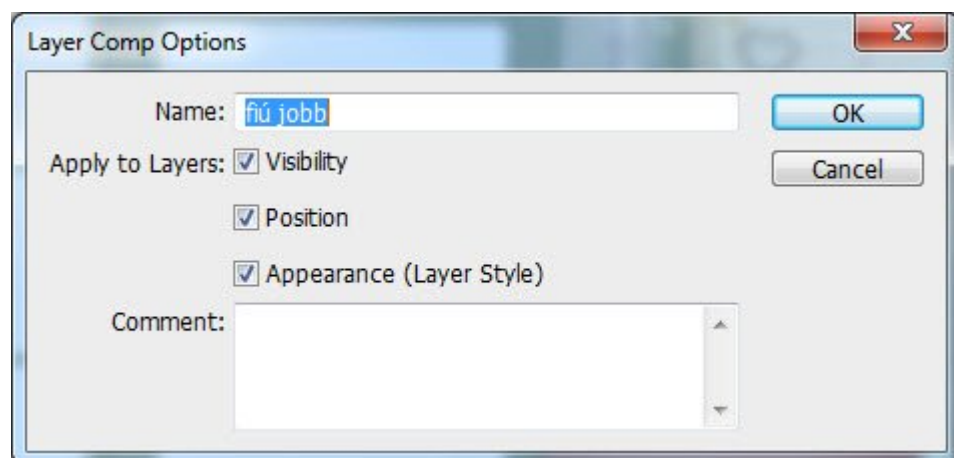 Layer Comp Options
Name: fiú jobb
OK
Apply to Layers: Visibility
Cancel
Position
Appearance (Layer Style)
Comment: